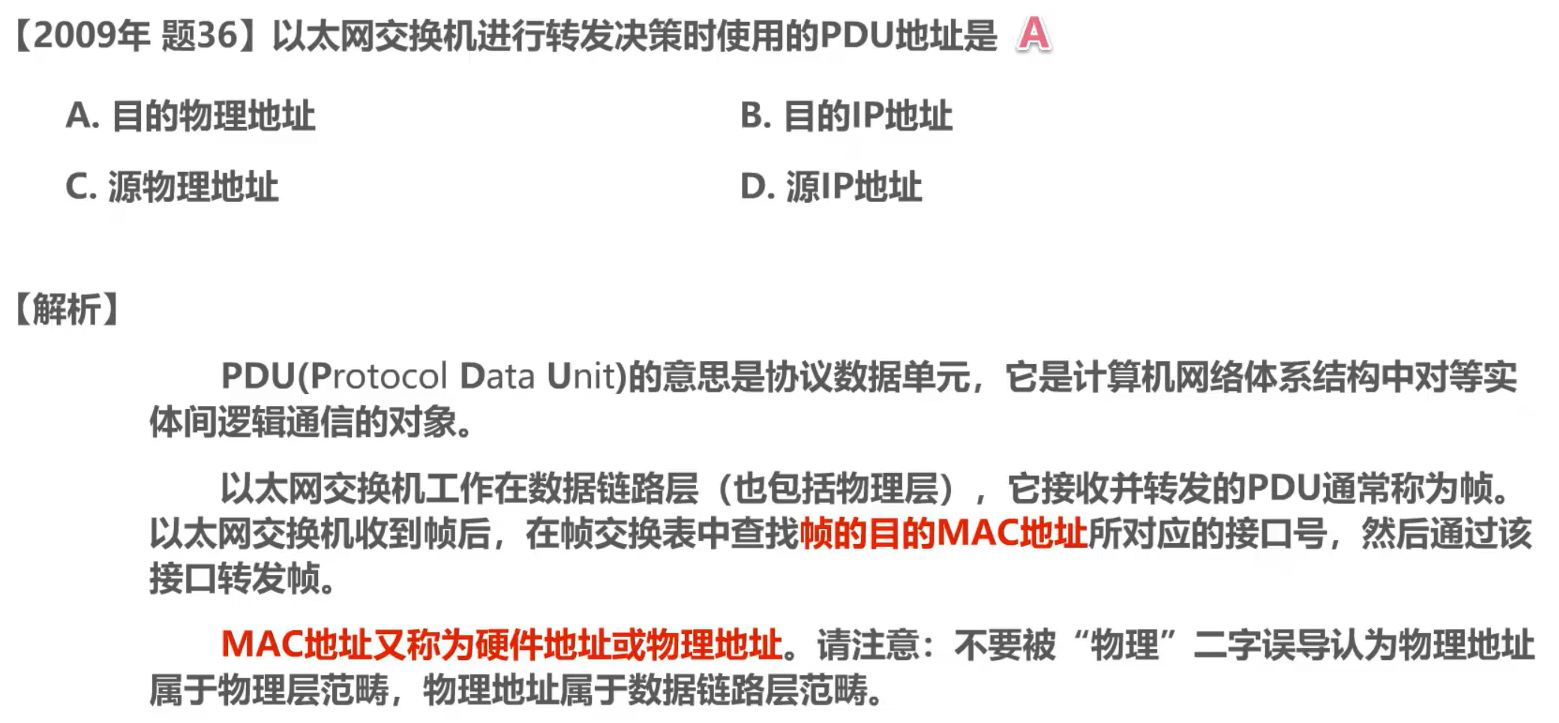 【2009年 题36】以太网交换机进行转发决策时使用的PDU地址是 A
A. 目的物理地址 B. 目的IP地址
C. 源物理地址 D. 源IP地址
【解析】
PDU(Protocol Data Unit)的意思是协议数据单元，它是计算机网络体系结构中对等实
体间逻辑通信的对象。
以太网交换机工作在数据链路层（也包括物理层），它接收并转发的PDU通常称为帧。
以太网交换机收到帧后，在帧交换表中查找帧的目的MAC地址所对应的接口号，然后通过该
接口转发帧。
MAC地址又称为硬件地址或物理地址。请注意：不要被“物理”二字误导认为物理地址
属于物理层范畴，物理地址属于数据链路层范畴。